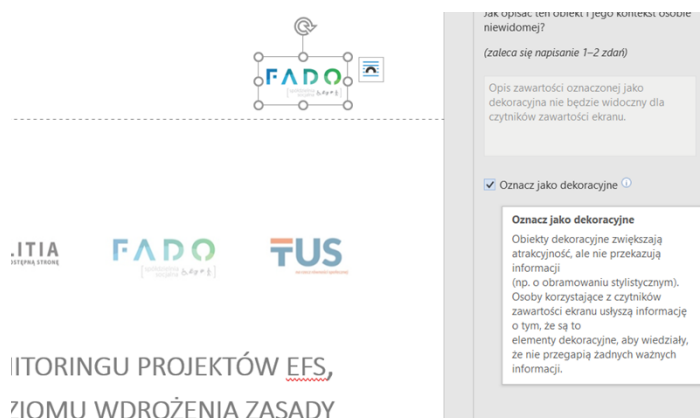 FADO
.ITIA
OSTĘPNĄ STRONĘ
FADO
TUS
IITORINGU PROJEKTÓW EFS,
ZIOMU WDROŻENIA ZASADY
Jak opisać ten obiekt i jego kontekst osobie
niewidomej?
(zaleca się napisanie 1–2 zdań)
Opis zawartości oznaczonej jako
dekoracyjna nie będzie widoczny dla
czytników zawartości ekranu.
Oznacz jako dekoracyjne
Oznacz jako dekoracyjne
Obiekty dekoracyjne zwiększają
atrakcyjność, ale nie przekazują
informacji
(np. o obramowaniu stylistycznym).
Osoby korzystające z czytników
zawartości ekranu usłyszą informację
o tym, że są to
elementy dekoracyjne, aby wiedziały,
że nie przegapią żadnych ważnych
informacji.